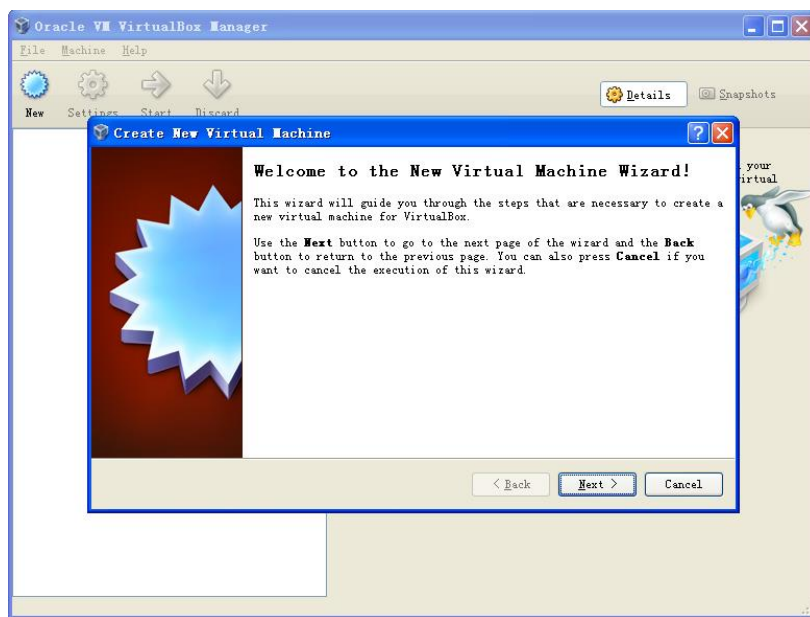 Oracle VM VirtualBox Manager
File Machine Help
New Settings Start Discard
Details Snapshots
your
virtual
Create New Virtual Machine
Welcome to the New Virtual Machine Wizard!
This wizard will guide you through the steps that are necessary to create a
new virtual machine for VirtualBox.
Use the Next button to go to the next page of the wizard and the Back
button to return to the previous page. You can also press Cancel if you
want to cancel the execution of this wizard.
< Back Next > Cancel